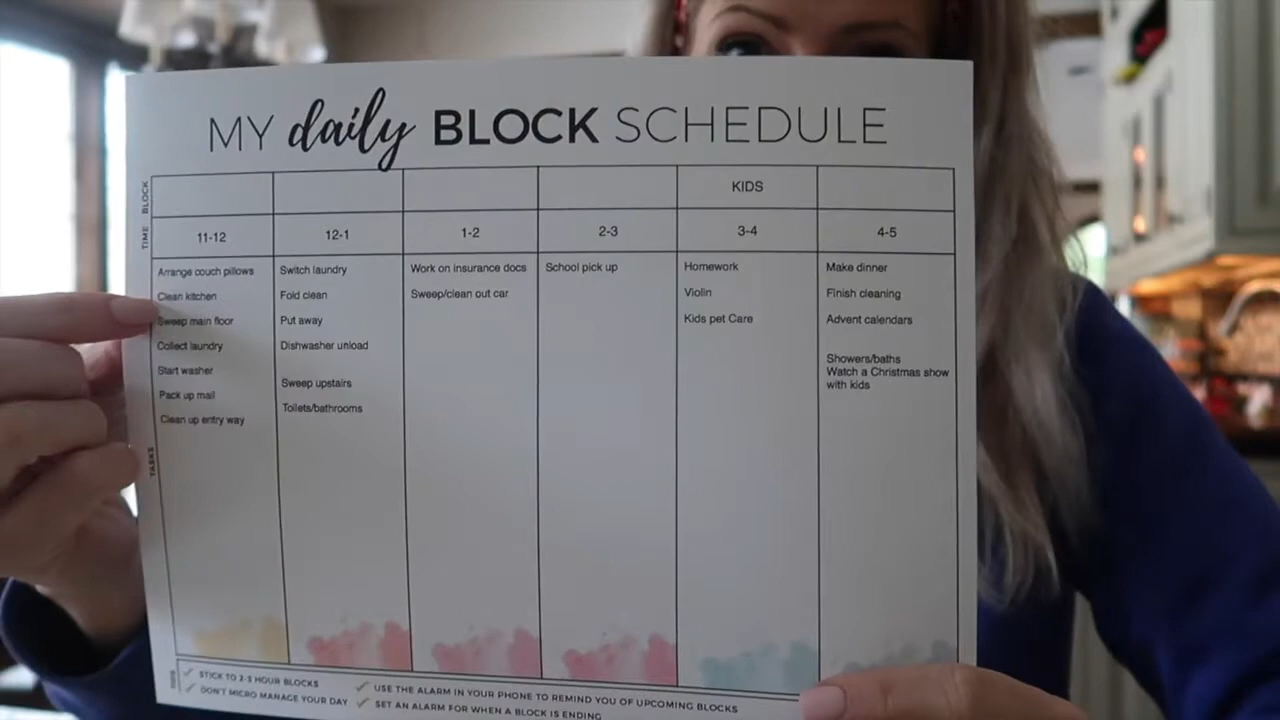 MY daily BLOCK SCHEDULE
BLOCK
KIDS
TIME
11-12
12-1
1-2
2-3
3-4
4-5
TASKS
Arrange couch pillows
Clean kitchen
Sweep main floor
Collect laundry
Start washer
Pack up mail
Clean up entry way
Switch laundry
Fold clean
Put away
Dishwasher unload
Sweep upstairs
Toilets/bathrooms
Work on insurance docs
Sweep/clean out car
School pick up
Homework
Violin
Kids pet Care
Make dinner
Finish cleaning
Advent calendars
Showers/baths
Watch a Christmas show
with kids
STICK TO 2-3 HOUR BLOCKS
DON'T MICRO MANAGE YOUR DAY
USE THE ALARM IN YOUR PHONE TO REMIND YOU OF UPCOMING BLOCKS
SET AN ALARM FOR WHEN A BLOCK IS ENDING